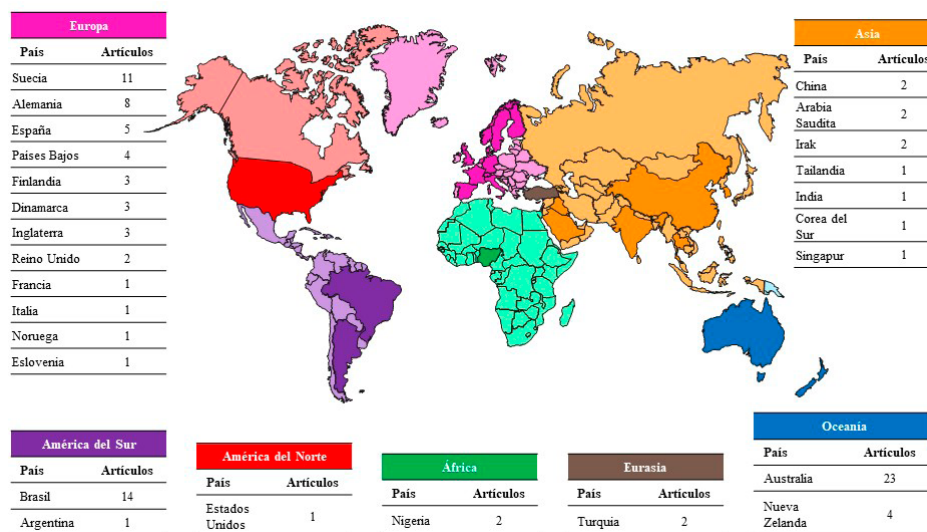 Europa
País Artículos
Suecia 11
Alemania 8
España 5
Países Bajos 4
Finlandia 3
Dinamarca 3
Inglaterra 3
Reino Unido 2
Francia 1
Italia 1
Noruega 1
Eslovenia 1
Asia
País Artículos
China 2
Arabia
Saudita 2
Irak 2
Tailandia 1
India 1
Corea del
Sur 1
Singapur 1
América del Sur
País Artículos
Brasil 14
Argentina 1
América del Norte
País Artículos
Estados
Unidos 1
África
País Artículos
Nigeria 2
Eurasia
País Artículos
Turquia 2
Oceanía
País Artículos
Australia 23
Nueva
Zelanda 4